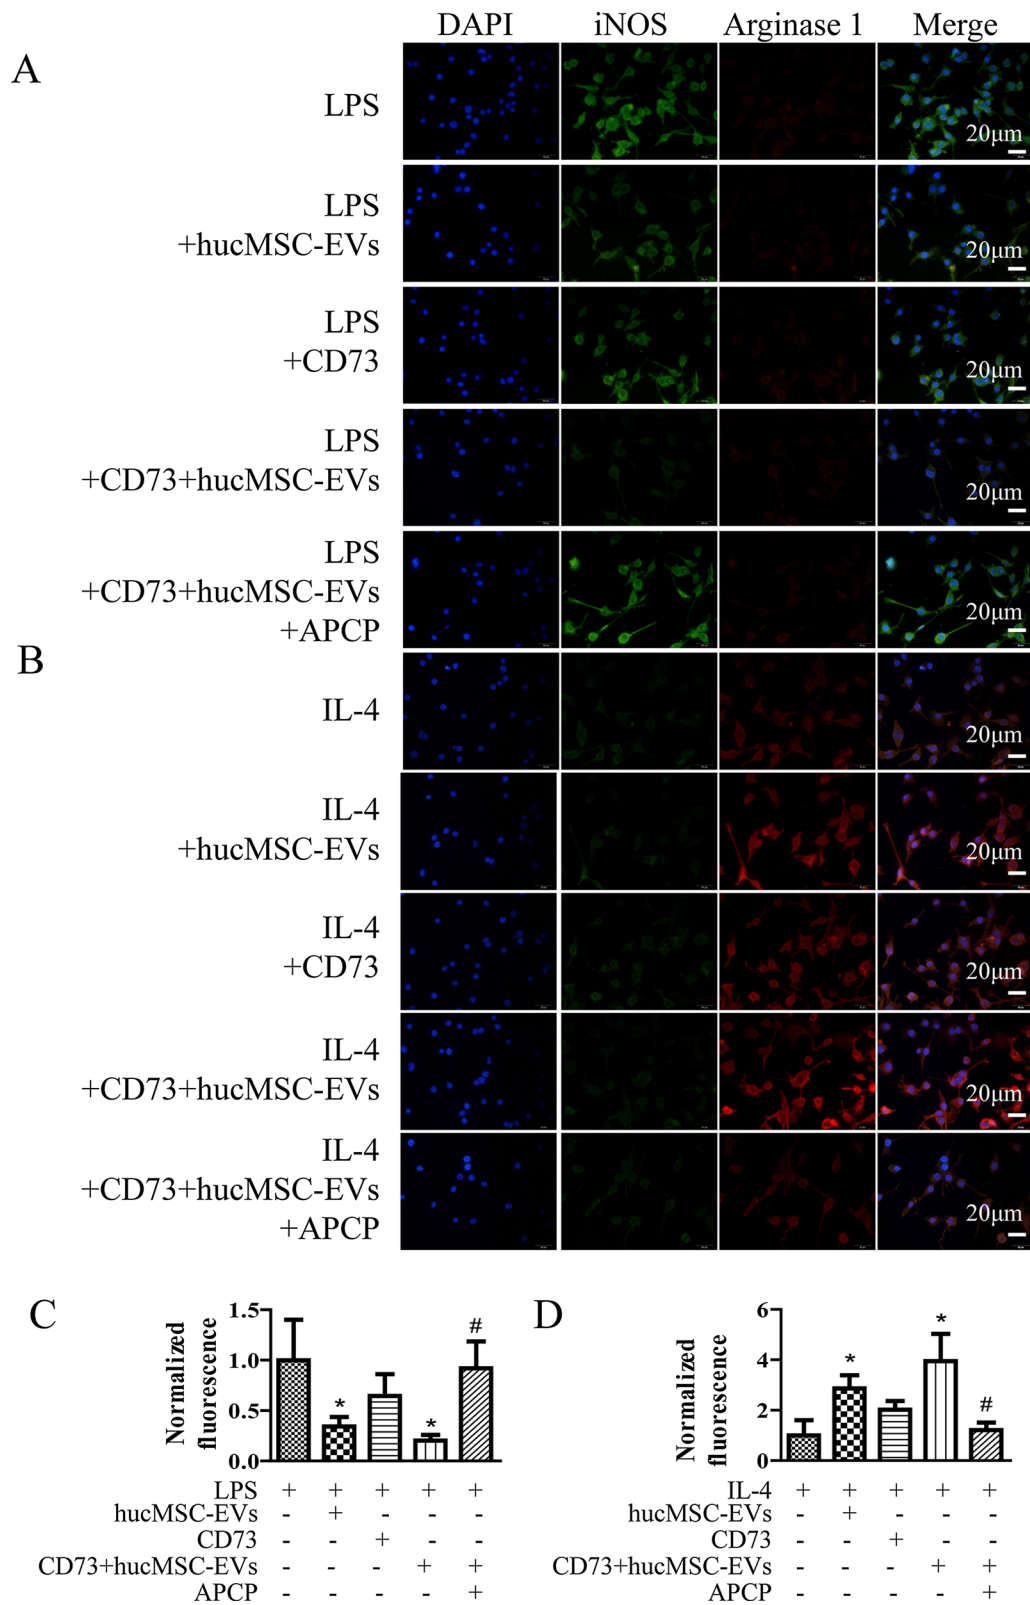 DAPI iNOS Arginase 1 Merge
A
LPS
20μm
LPS
+hucMSC-EVs
20μm
LPS
+CD73
20μm
LPS
+CD73+hucMSC-EVs
20μm
LPS
+CD73+hucMSC-EVs
+APCP
20μm
B
IL-4
20μm
IL-4
+hucMSC-EVs
20μm
IL-4
+CD73
20μm
IL-4
+CD73+hucMSC-EVs
20μm
IL-4
+CD73+hucMSC-EVs
+APCP
20μm
C
Normalized
fluorescence
1.5
1.0
0.5
0.0
* * #
LPS + + + + +
hucMSC-EVs - + - - -
CD73 - - + - -
CD73+hucMSC-EVs - - - + +
APCP - - - - +
D
Normalized
fluorescence
6
4
2
0
* * #
IL-4 + + + + +
hucMSC-EVs - + - - -
CD73 - - + - -
CD73+hucMSC-EVs - - - + +
APCP - - - - +